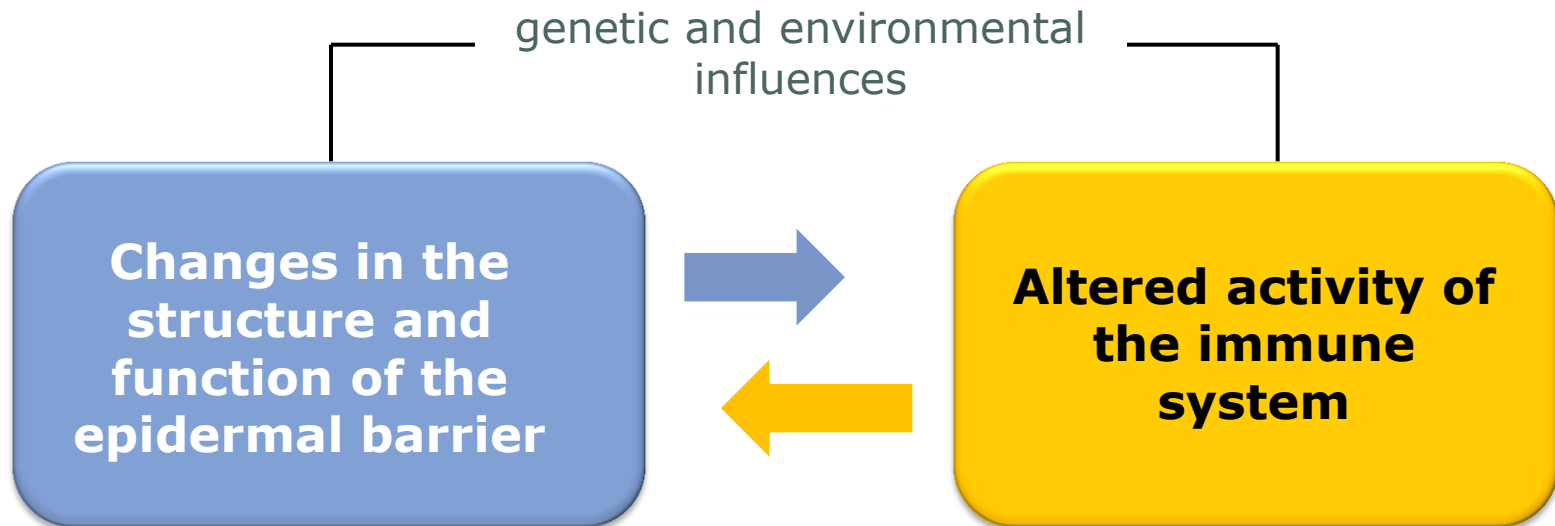 genetic and environmental
influences
Changes in the
structure and
function of the
epidermal barrier
Altered activity of
the immune
system